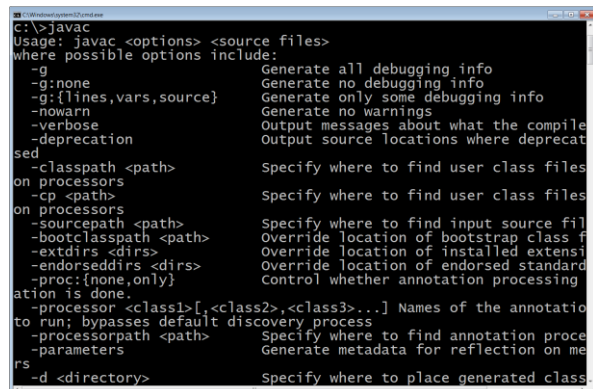 C:\Windows\system32\cmd.exe
c:\>javac
Usage: javac <options> <source files>
where possible options include:
  -g                         Generate all debugging info
  -g:none                    Generate no debugging info
  -g:{lines,vars,source}     Generate only some debugging info
  -nowarn                    Generate no warnings
  -verbose                   Output messages about what the compile
  -deprecation               Output source locations where deprecat
sed
  -classpath <path>          Specify where to find user class files
on processors
  -cp <path>                 Specify where to find user class files
on processors
  -sourcepath <path>         Specify where to find input source fil
  -bootclasspath <path>      Override location of bootstrap class f
  -extdirs <dirs>            Override location of installed extensi
  -endorseddirs <dirs>       Override location of endorsed standard
  -proc:{none,only}          Control whether annotation processing
ation is done.
  -processor <class1>[,<class2>,<class3>...] Names of the annotatio
to run; bypasses default discovery process
  -processorpath <path>      Specify where to find annotation proce
  -parameters                Generate metadata for reflection on me
rs
  -d <directory>             Specify where to place generated class